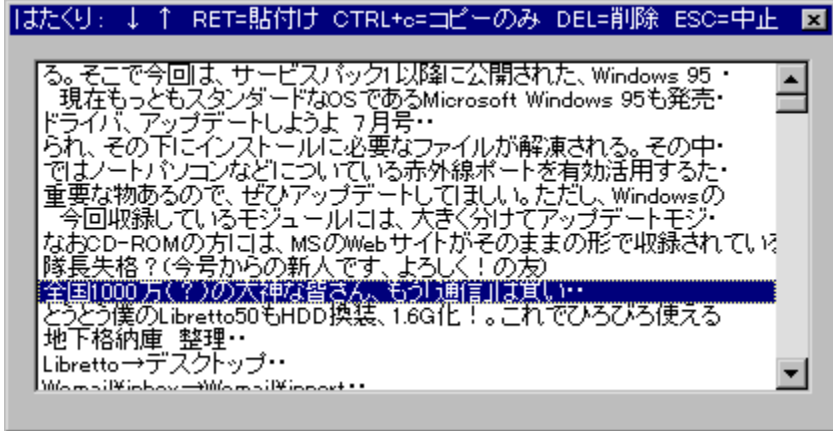 はたくり: ↓ ↑ RET=貼付け CTRL+c=コピーのみ DEL=削除 ESC=中止
る。そこで今回は、サービスパック1以降に公開された、Windows 95・
現在もっともスタンダードなOSであるMicrosoft Windows 95も発売・
ドライバ、アップデートしようよ 7月号・・
られ、その下にインストールに必要なファイルが解凍される。その中・
ではノートパソコンなどについている赤外線ポートを有効活用するた・
重要な物あるので、ぜひアップデートしてほしい。ただし、Windowsの
今回収録しているモジュールには、大きく分けてアップデートモジ・
なおCD-ROMの方には、MSのWebサイトがそのままの形で収録されている
隊長失格?(今号からの新人です、よろしく!の友)
全国1000万(?)の大神な皆さん、もう「通信」は買い・・
とうとう僕のLibretto50もHDD換装、1.6G化!。これでひろびろ使える
地下格納庫 整理・・
Libretto→デスクトップ・・
Wemail¥inbox→Wemail¥inport・・